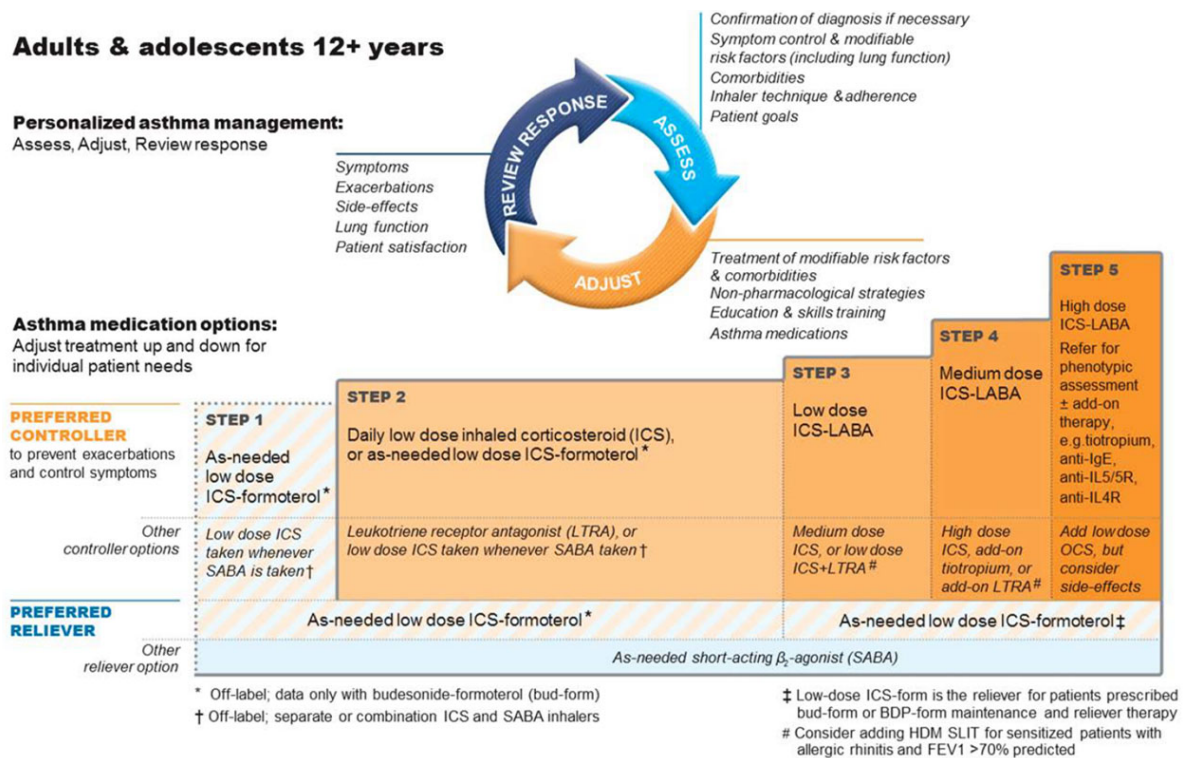 Adults & adolescents 12+ years
Personalized asthma management:
Assess, Adjust, Review response
Confirmation of diagnosis if necessary
Symptom control & modifiable
risk factors (including lung function)
Comorbidities
Inhaler technique & adherence
Patient goals
REVIEW RESPONSE
ASSESS
ADJUST
Symptoms
Exacerbations
Side-effects
Lung function
Patient satisfaction
Treatment of modifiable risk factors
& comorbidities
Non-pharmacological strategies
Education & skills training
Asthma medications
Asthma medication options:
Adjust treatment up and down for
individual patient needs
PREFERRED
CONTROLLER
to prevent exacerbations
and control symptoms
STEP 1
As-needed
low dose
ICS-formoterol *
STEP 2
Daily low dose inhaled corticosteroid (ICS),
or as-needed low dose ICS-formoterol *
STEP 3
Low dose
ICS-LABA
STEP 4
Medium dose
ICS-LABA
STEP 5
High dose
ICS-LABA
Refer for
phenotypic
assessment
± add-on
therapy,
e.g.tiotropium,
anti-IgE,
anti-IL5/5R,
anti-IL4R
Other
controller options
Low dose ICS
taken whenever
SABA is taken †
Leukotriene receptor antagonist (LTRA), or
low dose ICS taken whenever SABA taken †
Medium dose
ICS, or low dose
ICS+LTRA #
High dose
ICS, add-on
tiotropium, or
add-on LTRA #
Add low dose
OCS, but
consider
side-effects
PREFERRED
RELIEVER
As-needed low dose ICS-formoterol *
As-needed low dose ICS-formoterol ‡
Other
reliever option
As-needed short-acting β₂-agonist (SABA)
* Off-label; data only with budesonide-formoterol (bud-form)
† Off-label; separate or combination ICS and SABA inhalers
‡ Low-dose ICS-form is the reliever for patients prescribed
bud-form or BDP-form maintenance and reliever therapy
# Consider adding HDM SLIT for sensitized patients with
allergic rhinitis and FEV1 >70% predicted